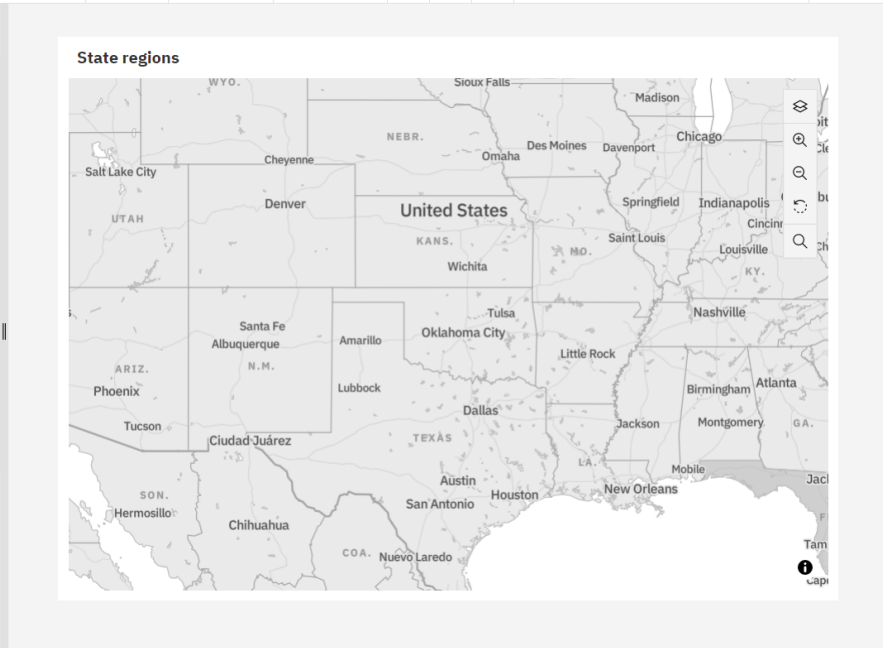 State regions
WYO.
Sioux Falls
Madison
NEBR.
Chicago
Des Moines
Davenport
Omaha
Cheyenne
Salt Lake City
Denver
United States
Springfield
Indianapolis
UTAH
Saint Louis
KANS.
MO.
Louisville
Wichita
KY.
Tulsa
Nashville
Santa Fe
Oklahoma City
Albuquerque
Amarillo
Little Rock
ARIZ.
N.M.
Phoenix
Lubbock
Birmingham
Atlanta
Dallas
Tucson
Jackson
Montgomery
GA.
Ciudad Juárez
TEXAS
LA.
Mobile
Austin
New Orleans
SON.
Houston
San Antonio
Hermosillo
Chihuahua
COA.
Nuevo Laredo